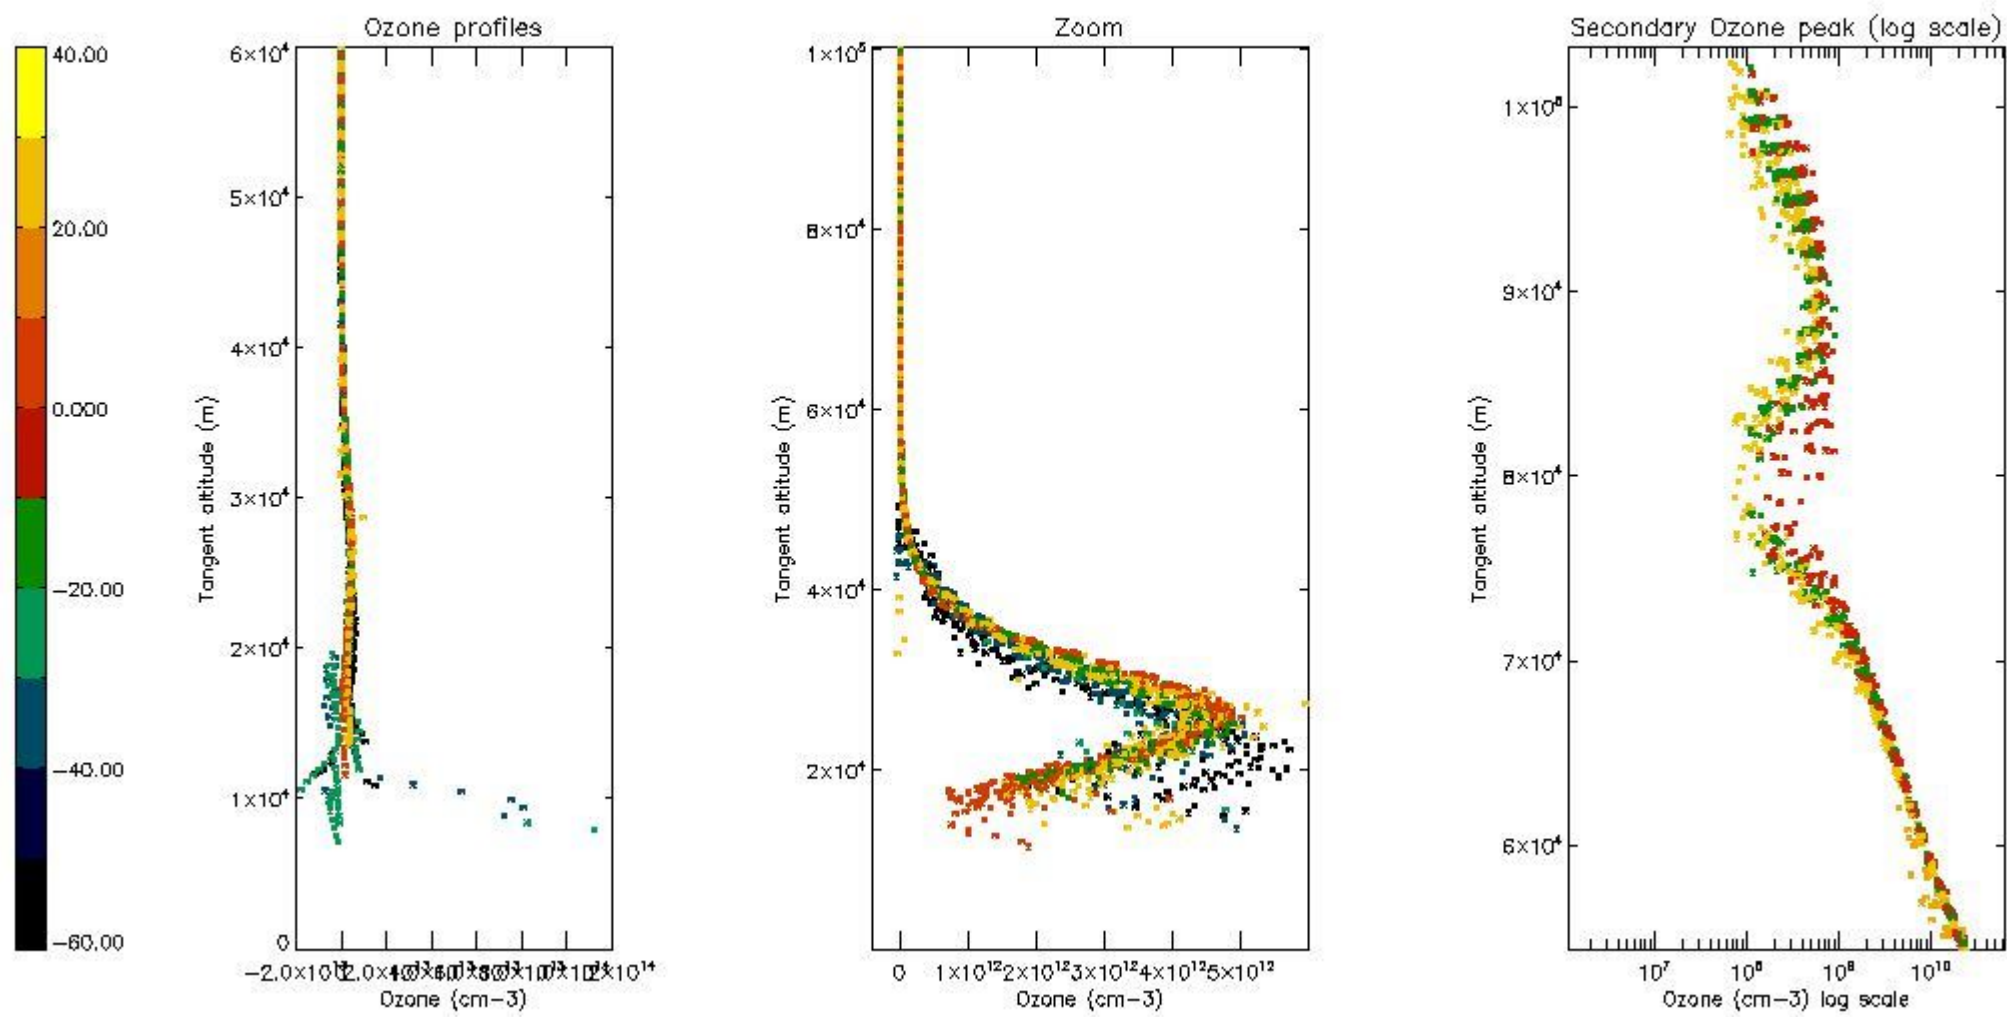 Ozone profiles
Zoom
Secondary Ozone peak (log scale)
40.00
20.00
0.000
−20.00
−40.00
−60.00
6×10⁴
5×10⁴
4×10⁴
3×10⁴
2×10⁴
1×10⁴
0
Tangent altitude (m)
Ozone (cm−3)
1×10⁵
8×10⁴
6×10⁴
4×10⁴
2×10⁴
Tangent altitude (m)
0 1×10¹² 2×10¹² 3×10¹² 4×10¹² 5×10¹²
Ozone (cm−3)
1×10⁵
9×10⁴
8×10⁴
7×10⁴
6×10⁴
Tangent altitude (m)
10⁷ 10⁸ 10⁹ 10¹⁰
Ozone (cm−3) log scale